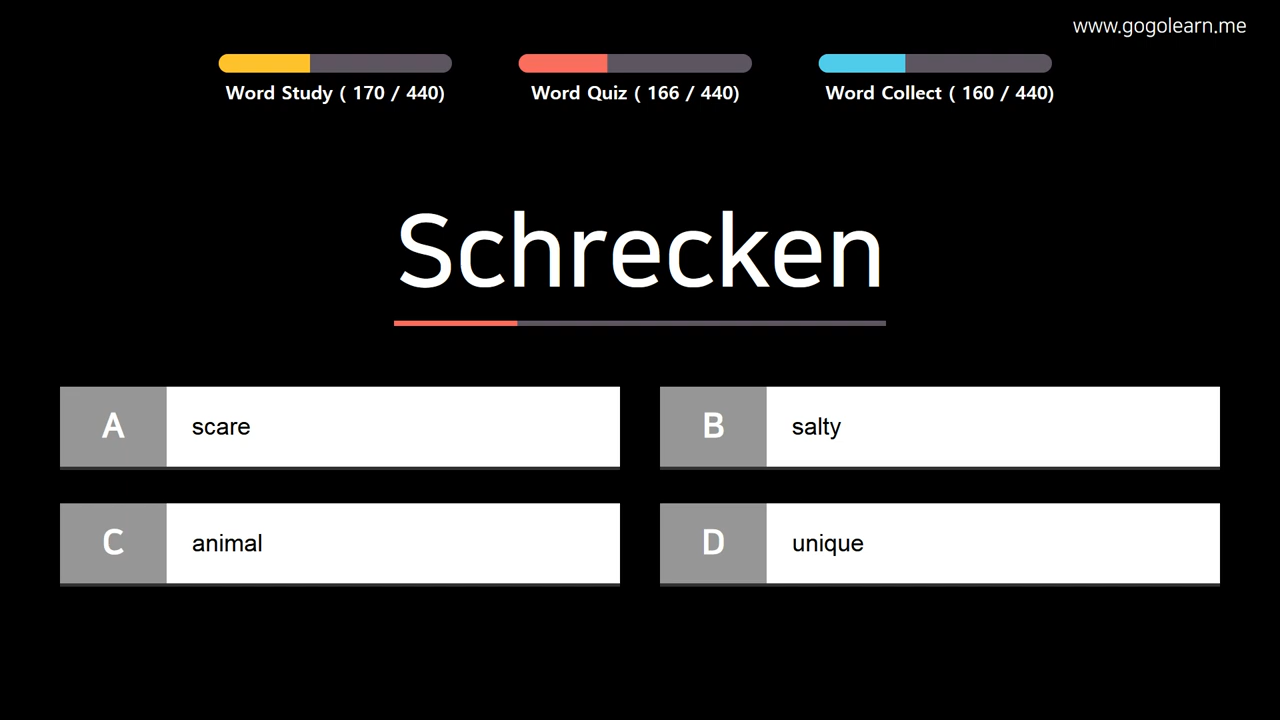 www.gogolearn.me
Word Study ( 170 / 440)
Word Quiz ( 166 / 440)
Word Collect ( 160 / 440)
Schrecken
A scare
B salty
C animal
D unique